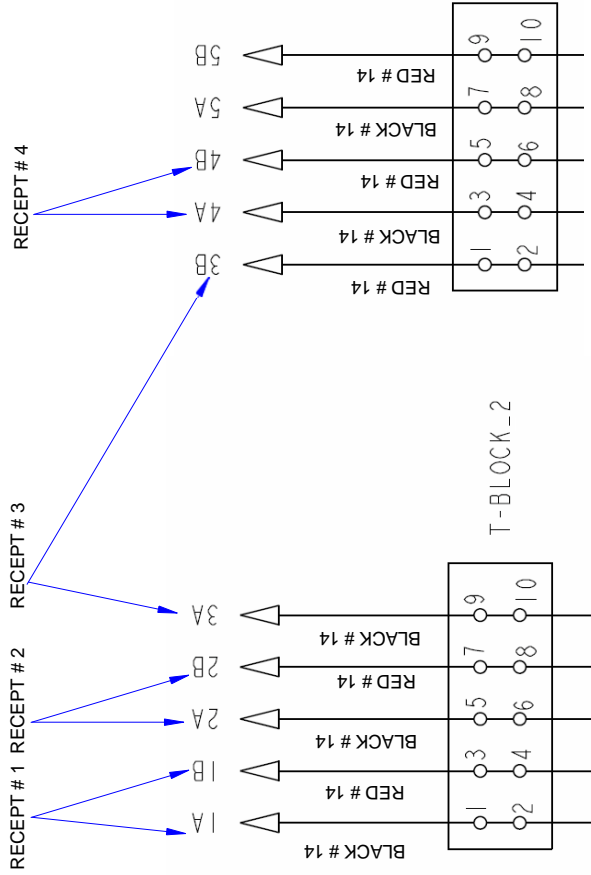 RECEPT # 1
RECEPT # 2
RECEPT # 3
RECEPT # 4
1A
1B
2A
2B
3A
3B
4A
4B
5A
5B
BLACK # 14
RED # 14
BLACK # 14
RED # 14
BLACK # 14
RED # 14
BLACK # 14
RED # 14
BLACK # 14
RED # 14
1
3
5
7
9
2
4
6
8
10
T-BLOCK_2
1
3
5
7
9
2
4
6
8
10